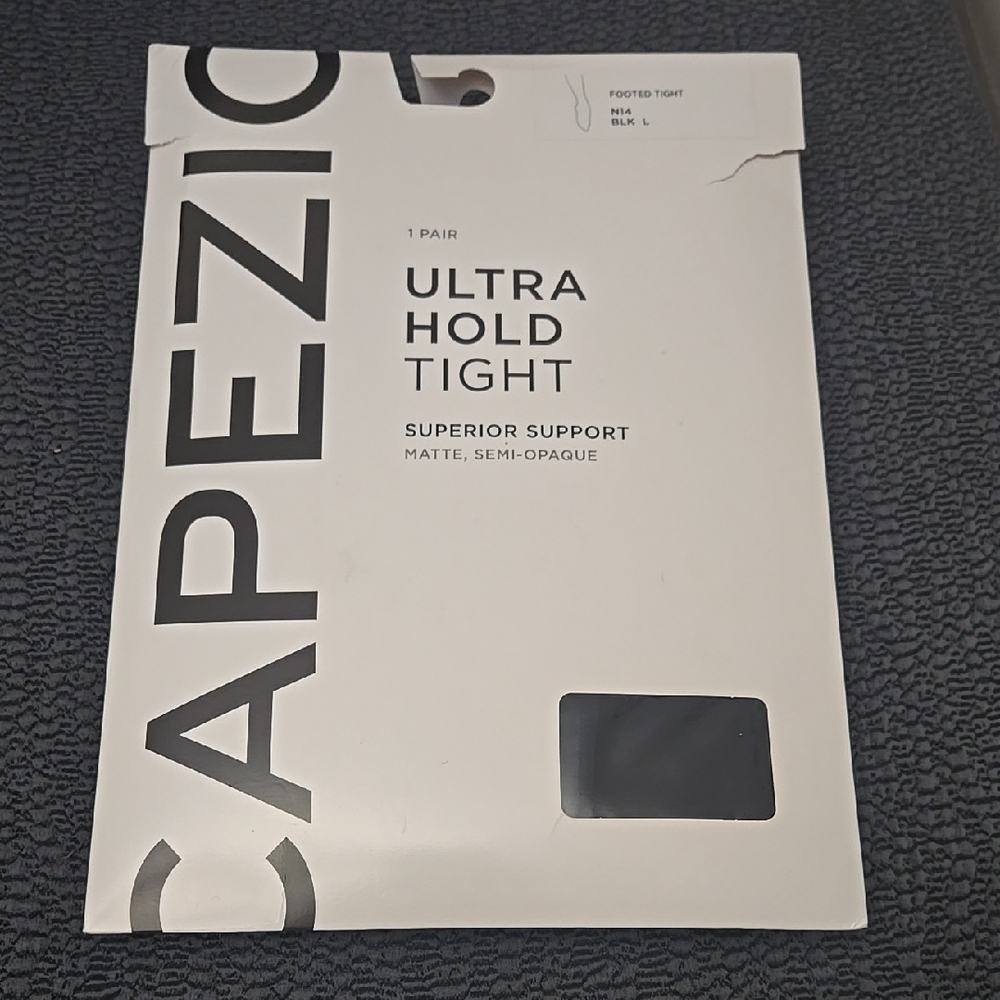 CAPEZIO
FOOTED TIGHT
N14
BLK L
1 PAIR
ULTRA
HOLD
TIGHT
SUPERIOR SUPPORT
MATTE, SEMI-OPAQUE